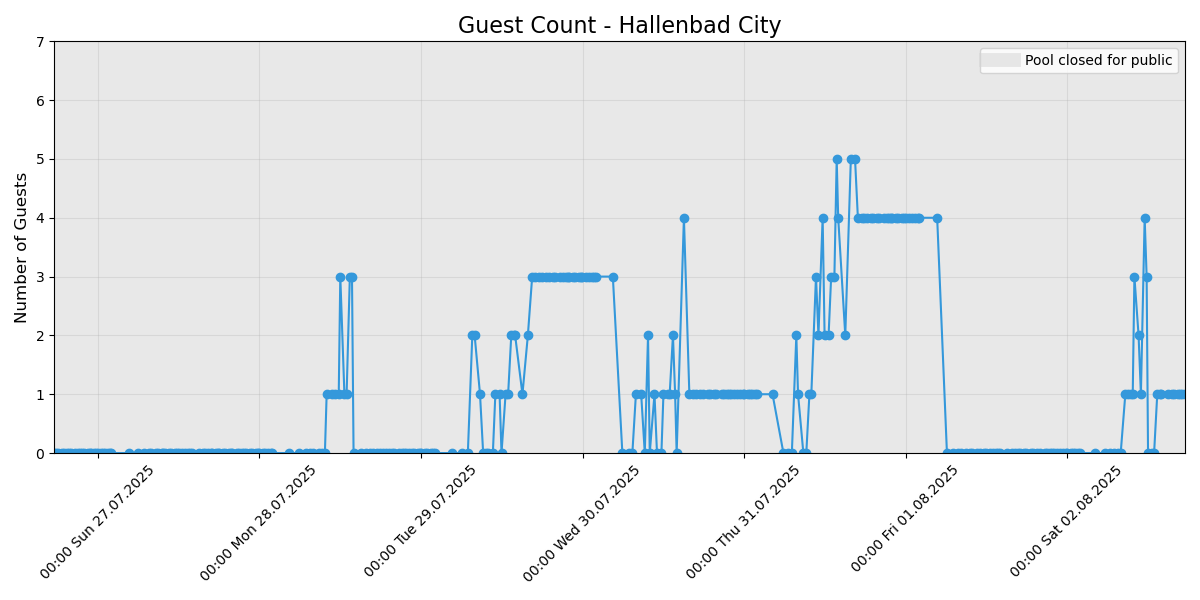 Guest Count - Hallenbad City
Pool closed for public
Number of Guests
7
6
5
4
3
2
1
0
00:00 Sun 27.07.2025
00:00 Mon 28.07.2025
00:00 Tue 29.07.2025
00:00 Wed 30.07.2025
00:00 Thu 31.07.2025
00:00 Fri 01.08.2025
00:00 Sat 02.08.2025